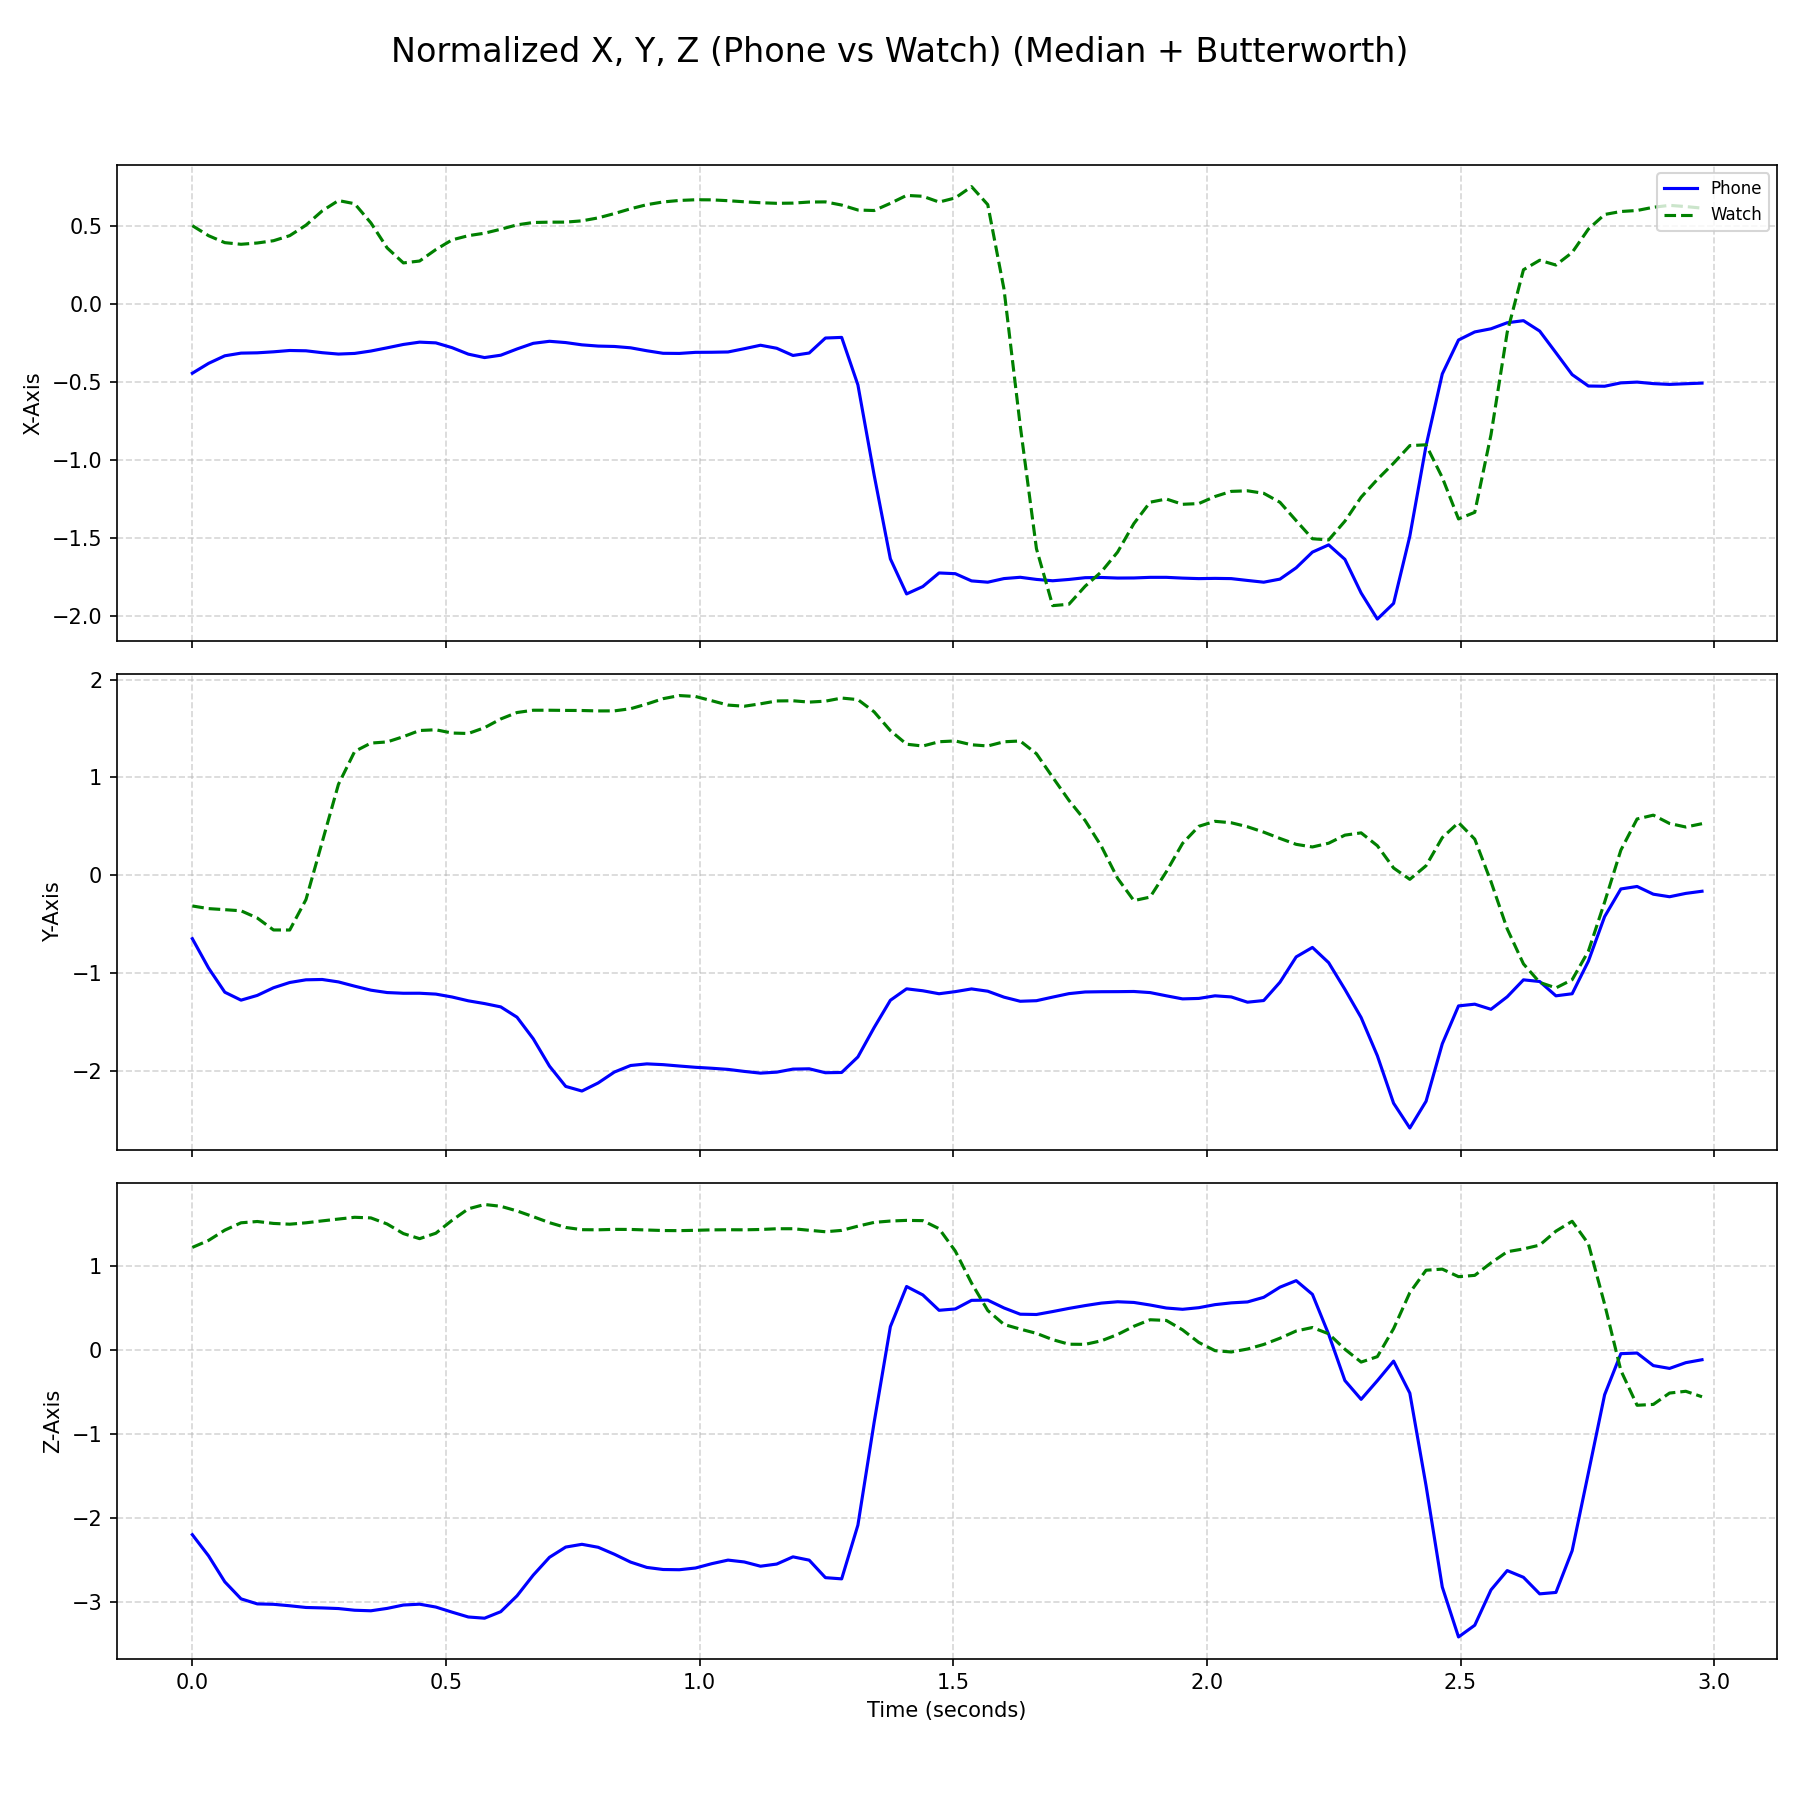 Normalized X, Y, Z (Phone vs Watch) (Median + Butterworth)
Phone
Watch
X-Axis
0.5
0.0
−0.5
−1.0
−1.5
−2.0
Y-Axis
2
1
0
−1
−2
Z-Axis
1
0
−1
−2
−3
0.0 0.5 1.0 1.5 2.0 2.5 3.0
Time (seconds)